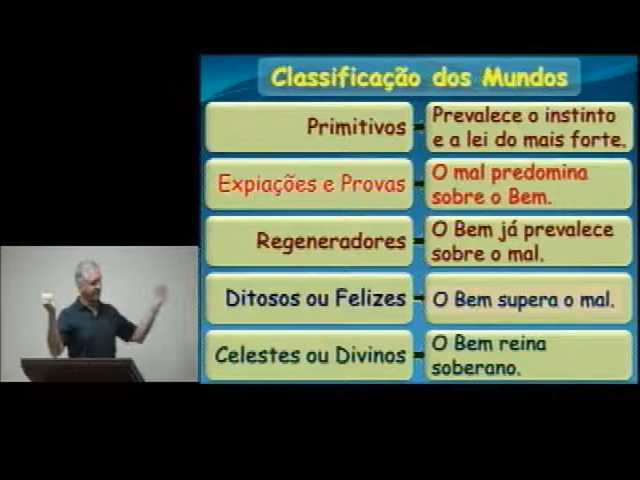 Classificação dos Mundos
Primitivos
Prevalece o instinto
e a lei do mais forte.
Expiações e Provas
O mal predomina
sobre o Bem.
Regeneradores
O Bem já prevalece
sobre o mal.
Ditosos ou Felizes
O Bem supera o mal.
Celestes ou Divinos
O Bem reina
soberano.